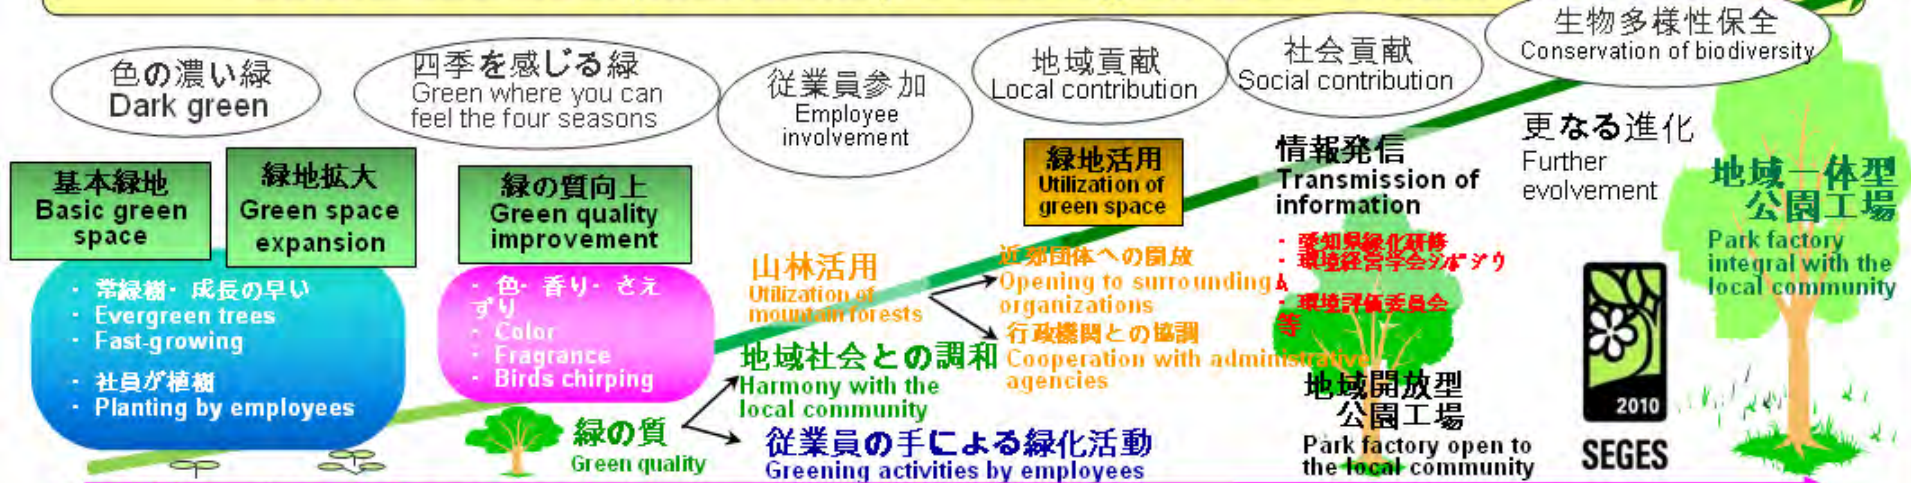 色の濃い緑
Dark green
四季を感じる緑
Green where you can
feel the four seasons
従業員参加
Employee
involvement
地域貢献
Local contribution
社会貢献
Social contribution
生物多様性保全
Conservation of biodiversity
基本緑地
Basic green
space
緑地拡大
Green space
expansion
緑の質向上
Green quality
improvement
緑地活用
Utilization of
green space
情報発信
Transmission of
information
更なる進化
Further
evolvement
地域一体型
公園工場
Park factory
integral with the
local community
・常緑樹・成長の早い
・Evergreen trees
・Fast-growing
・社員が植樹
・Planting by employees
・色・香り・さえ
ずり
・Color
・Fragrance
・Birds chirping
山林活用
Utilization of
mountain forests
近郊団体への開放
Opening to surrounding
organizations
行政機関との協調
Cooperation with administrative
agencies
・愛知県緑化研修
・環境経営学会シンポジウ
ム
・環境評価委員会
等
地域社会との調和
Harmony with the
local community
緑の質
Green quality
従業員の手による緑化活動
Greening activities by employees
地域開放型
公園工場
Park factory open to
the local community
2010
SEGES